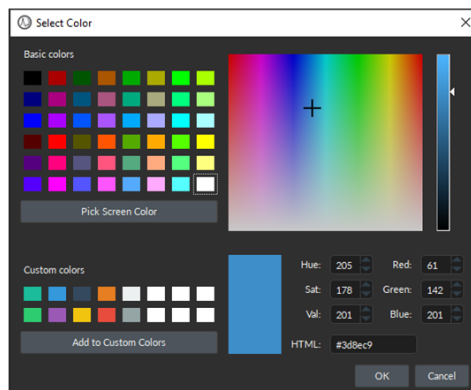 Select Color
Basic colors
Pick Screen Color
Custom colors
Add to Custom Colors
Hue: 205 Red: 61
Sat: 178 Green: 142
Val: 201 Blue: 201
HTML: #3d8ec9
OK Cancel